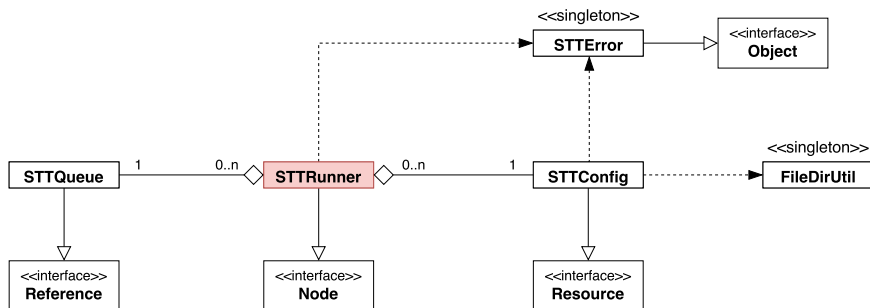 <<singleton>>
STTError
<<interface>>
Object
<<singleton>>
STTQueue
1
0..n
STTRunner
0..n
1
STTConfig
FileDirUtil
<<interface>>
Reference
<<interface>>
Node
<<interface>>
Resource